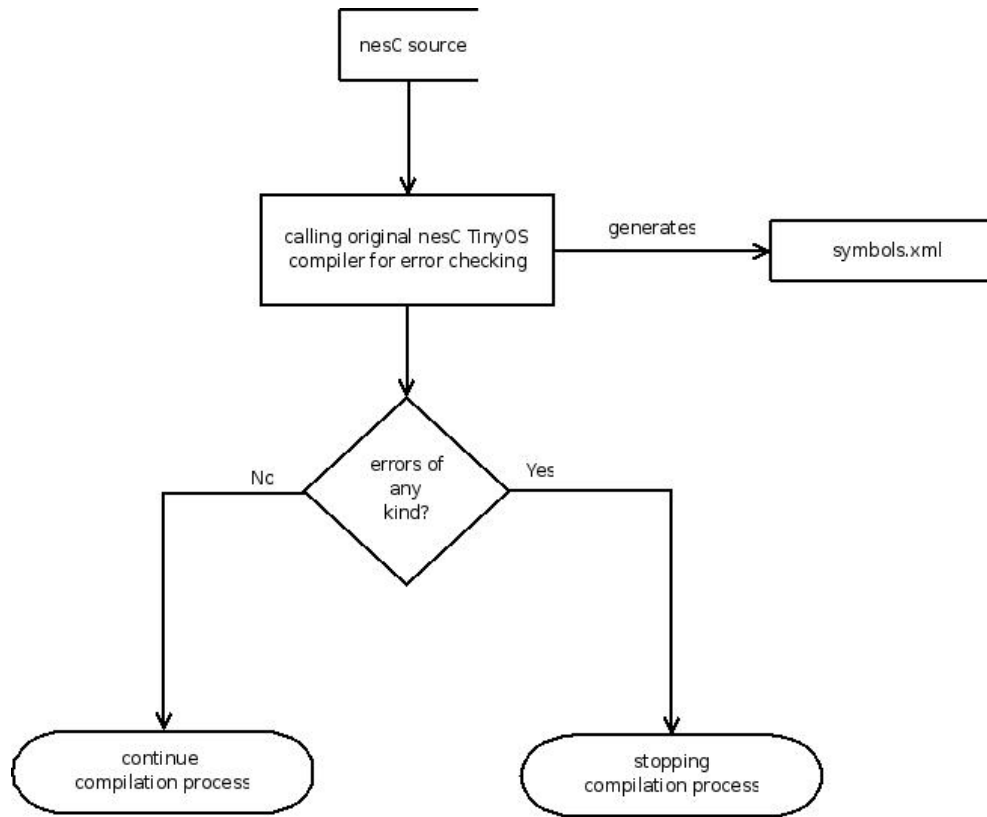 nesC source
calling original nesC TinyOS
compiler for error checking
generates
symbols.xml
errors of
any
kind?
No
Yes
continue
compilation process
stopping
compilation process